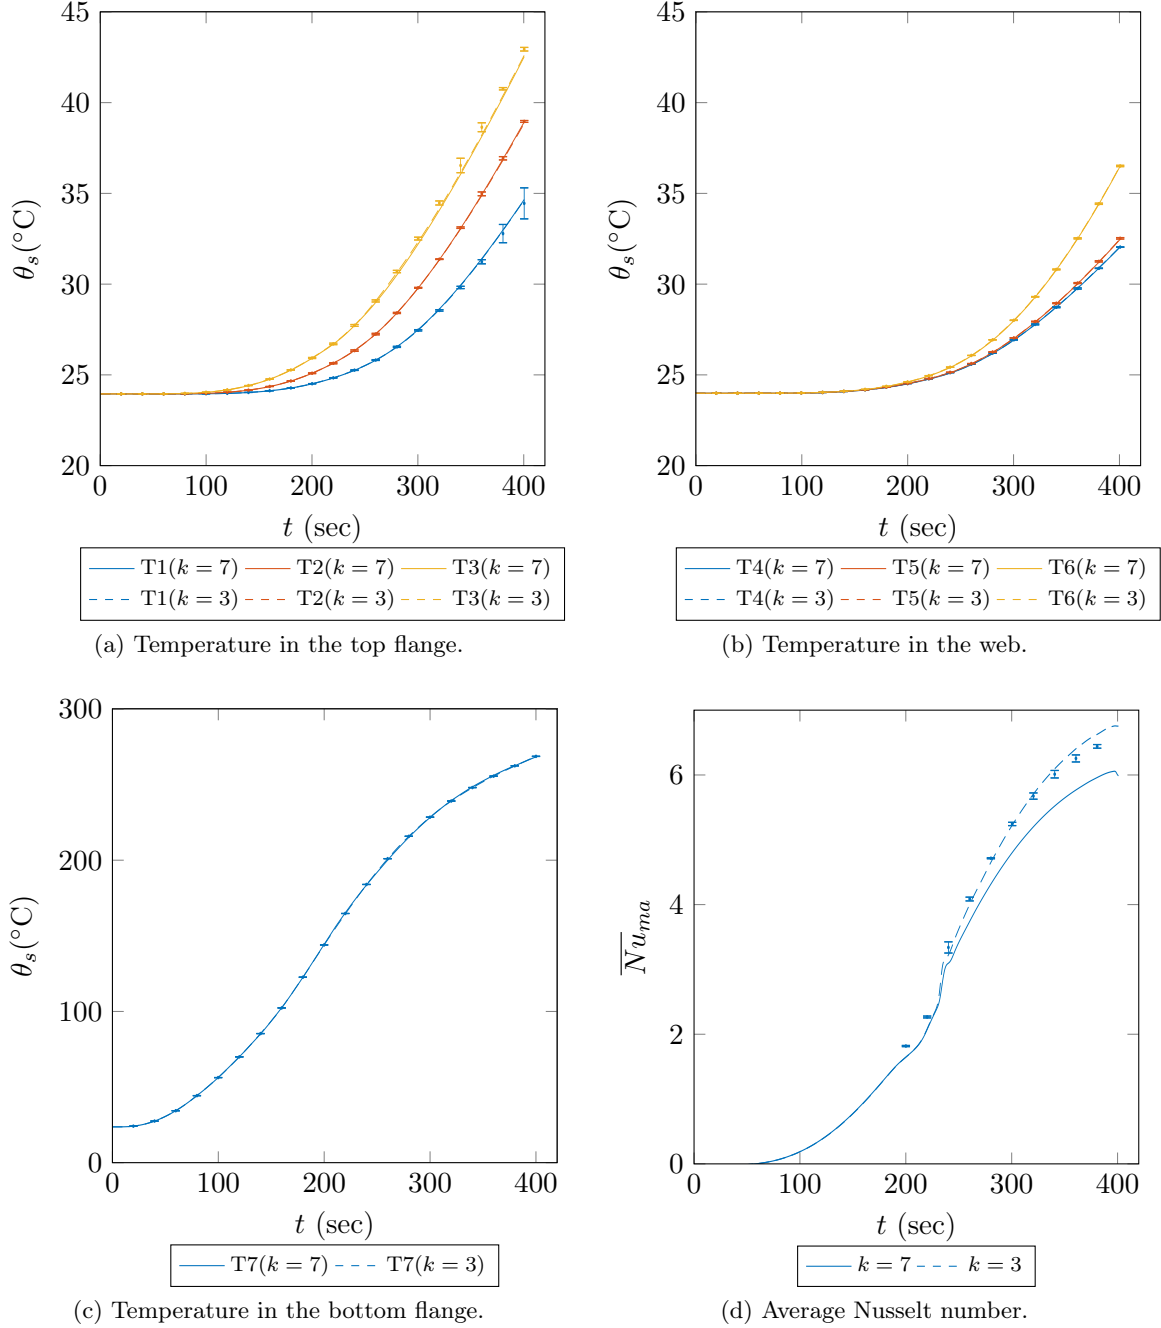 45
40
35
30
25
20
0 100 200 300 400
θs(°C)
t (sec)
T1(k = 7) T2(k = 7) T3(k = 7)
T1(k = 3) T2(k = 3) T3(k = 3)
(a) Temperature in the top flange.
45
40
35
30
25
20
0 100 200 300 400
θs(°C)
t (sec)
T4(k = 7) T5(k = 7) T6(k = 7)
T4(k = 3) T5(k = 3) T6(k = 3)
(b) Temperature in the web.
300
200
100
0
0 100 200 300 400
θs(°C)
t (sec)
T7(k = 7) T7(k = 3)
(c) Temperature in the bottom flange.
6
4
2
0
0 100 200 300 400
Numa
t (sec)
k = 7 k = 3
(d) Average Nusselt number.